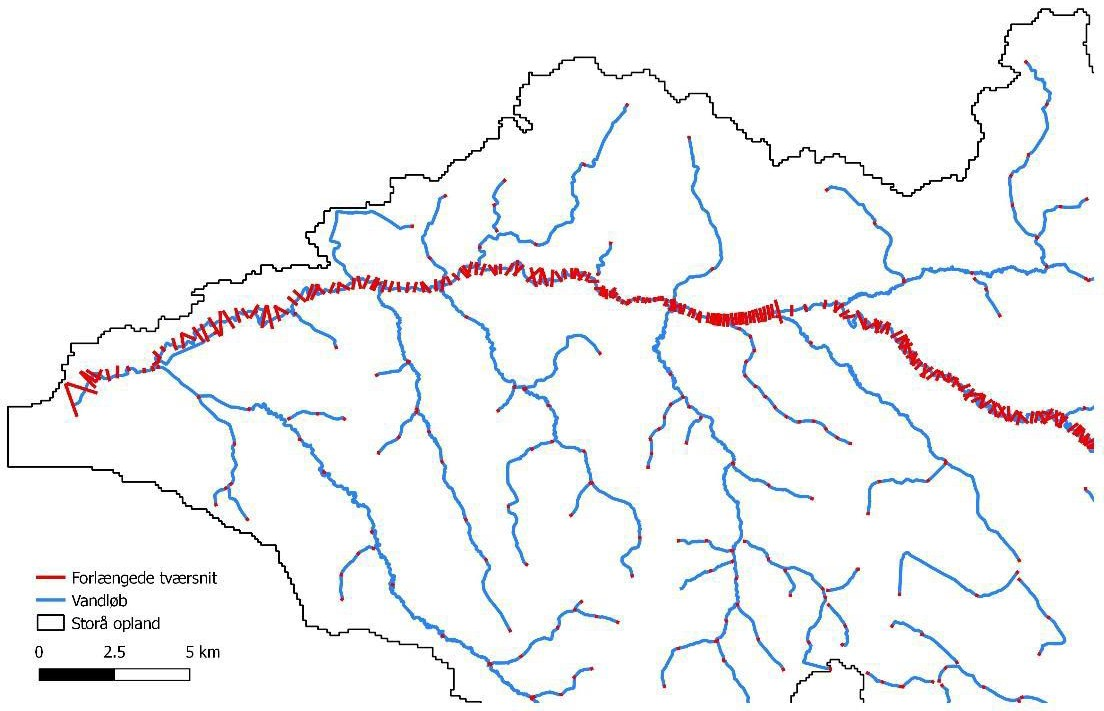 Forlængede tværsnit
Vandløb
Storå opland
0 2.5 5 km